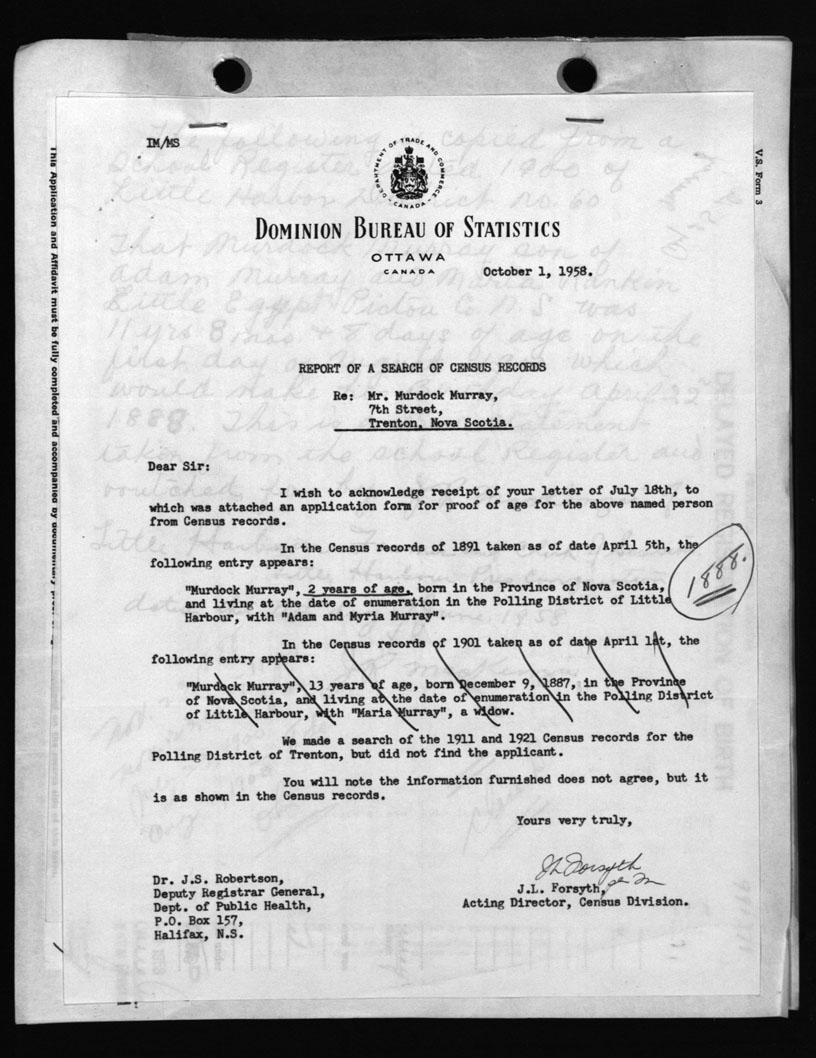 IM/MS
DEPARTMENT OF TRADE AND COMMERCE
CANADA
DOMINION BUREAU OF STATISTICS
OTTAWA
CANADA
October 1, 1958.
V.S. Form 3
This Application and Affidavit must be fully completed and accompanied by documentary
REPORT OF A SEARCH OF CENSUS RECORDS
Re: Mr. Murdock Murray,
7th Street,
Trenton, Nova Scotia.
Dear Sir:
I wish to acknowledge receipt of your letter of July 18th, to
which was attached an application form for proof of age for the above named person
from Census records.
In the Census records of 1891 taken as of date April 5th, the
following entry appears:
1888.
"Murdock Murray", 2 years of age, born in the Province of Nova Scotia,
and living at the date of enumeration in the Polling District of Little
Harbour, with "Adam and Myria Murray".
In the Census records of 1901 taken as of date April 1st, the
following entry appears:
"Murdock Murray", 13 years of age, born December 9, 1887, in the Province
of Nova Scotia, and living at the date of enumeration in the Polling District
of Little Harbour, with "Maria Murray", a widow.
We made a search of the 1911 and 1921 Census records for the
Polling District of Trenton, but did not find the applicant.
You will note the information furnished does not agree, but it
is as shown in the Census records.
Yours very truly,
JL Forsyth
J.L. Forsyth,
Acting Director, Census Division.
Dr. J.S. Robertson,
Deputy Registrar General,
Dept. of Public Health,
P.O. Box 157,
Halifax, N.S.
The following copied from a
School Register 1900 of
Little Harbor District No. 60
That Murdock Murray son of
Adam Murray and Maria Rankin
Little Egypt Pictou Co N.S. was
11 yrs 8 mos & 8 days of age on the
first day of which
would make April 22
1888. This is statement
taken from the school Register and